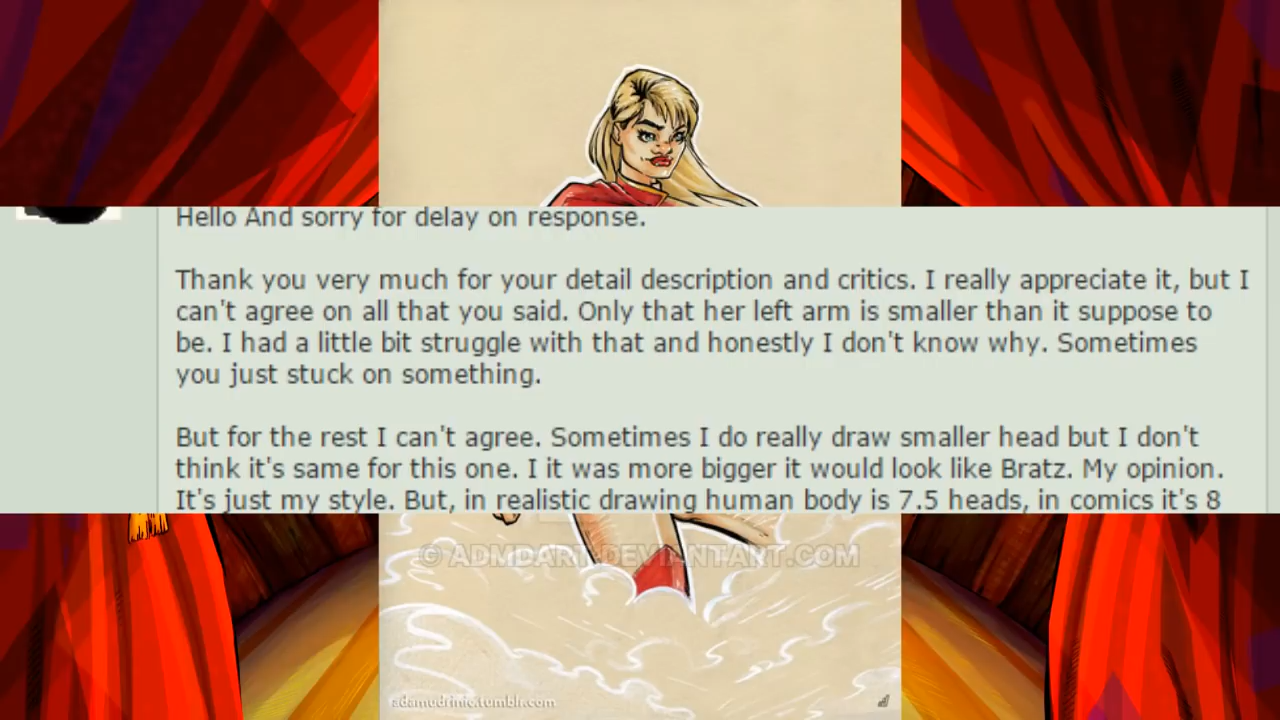 Hello And sorry for delay on response.
Thank you very much for your detail description and critics. I really appreciate it, but I
can't agree on all that you said. Only that her left arm is smaller than it suppose to
be. I had a little bit struggle with that and honestly I don't know why. Sometimes
you just stuck on something.
But for the rest I can't agree. Sometimes I do really draw smaller head but I don't
think it's same for this one. I it was more bigger it would look like Bratz. My opinion.
It's just my style. But, in realistic drawing human body is 7.5 heads, in comics it's 8
© ADMDART.DEVIANTART.COM
adamudrinic.tumblr.com